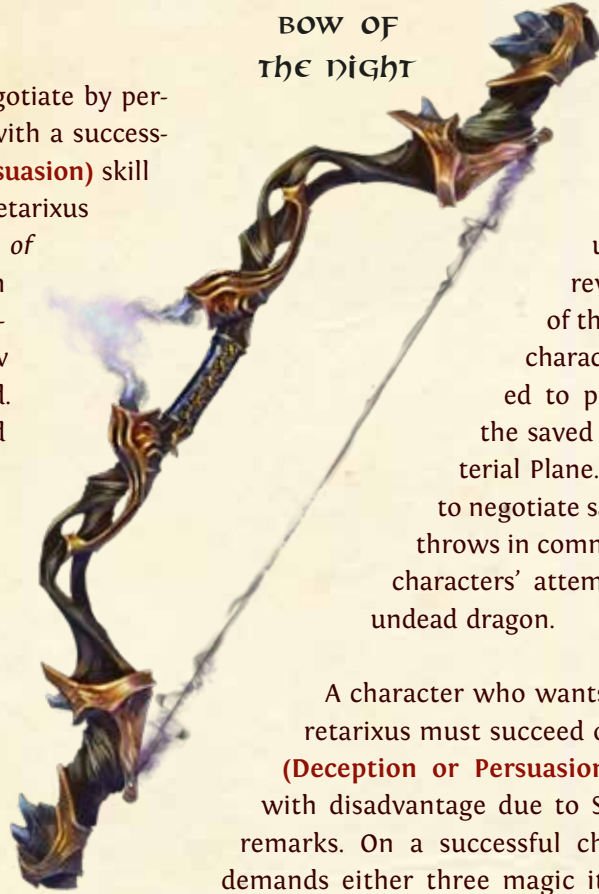 BOW OF
THE NIGHT
gotiate by per-
with a success-
suasion) skill
etarixus
of
rev
of th
charac
ed to p
the saved
terial Plane.
to negotiate s
throws in comm
characters' attem
undead dragon.
A character who wants
retarixus must succeed
(Deception or Persuasion
with disadvantage due to S
remarks. On a successful ch
demands either three magic it